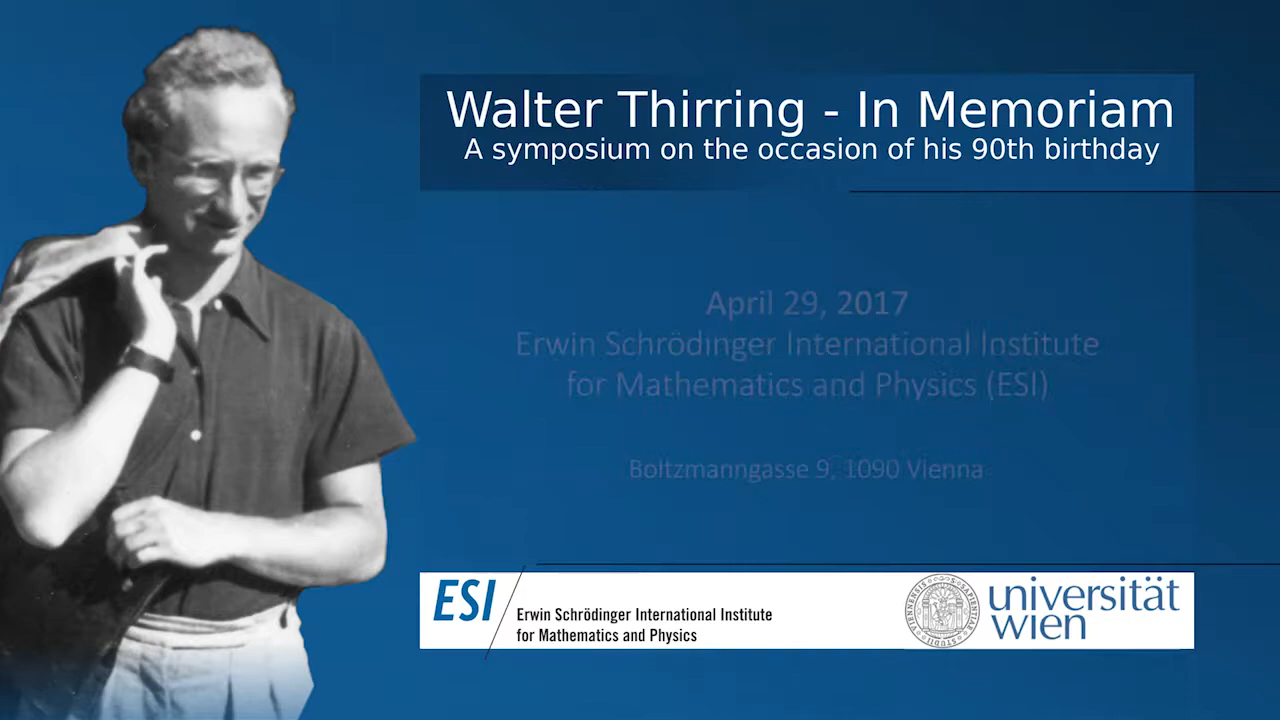 Walter Thirring - In Memoriam
A symposium on the occasion of his 90th birthday
April 29, 2017
Erwin Schrödinger International Institute
for Mathematics and Physics (ESI)
Boltzmanngasse 9, 1090 Vienna
ESI
Erwin Schrödinger International Institute
for Mathematics and Physics
universität
wien